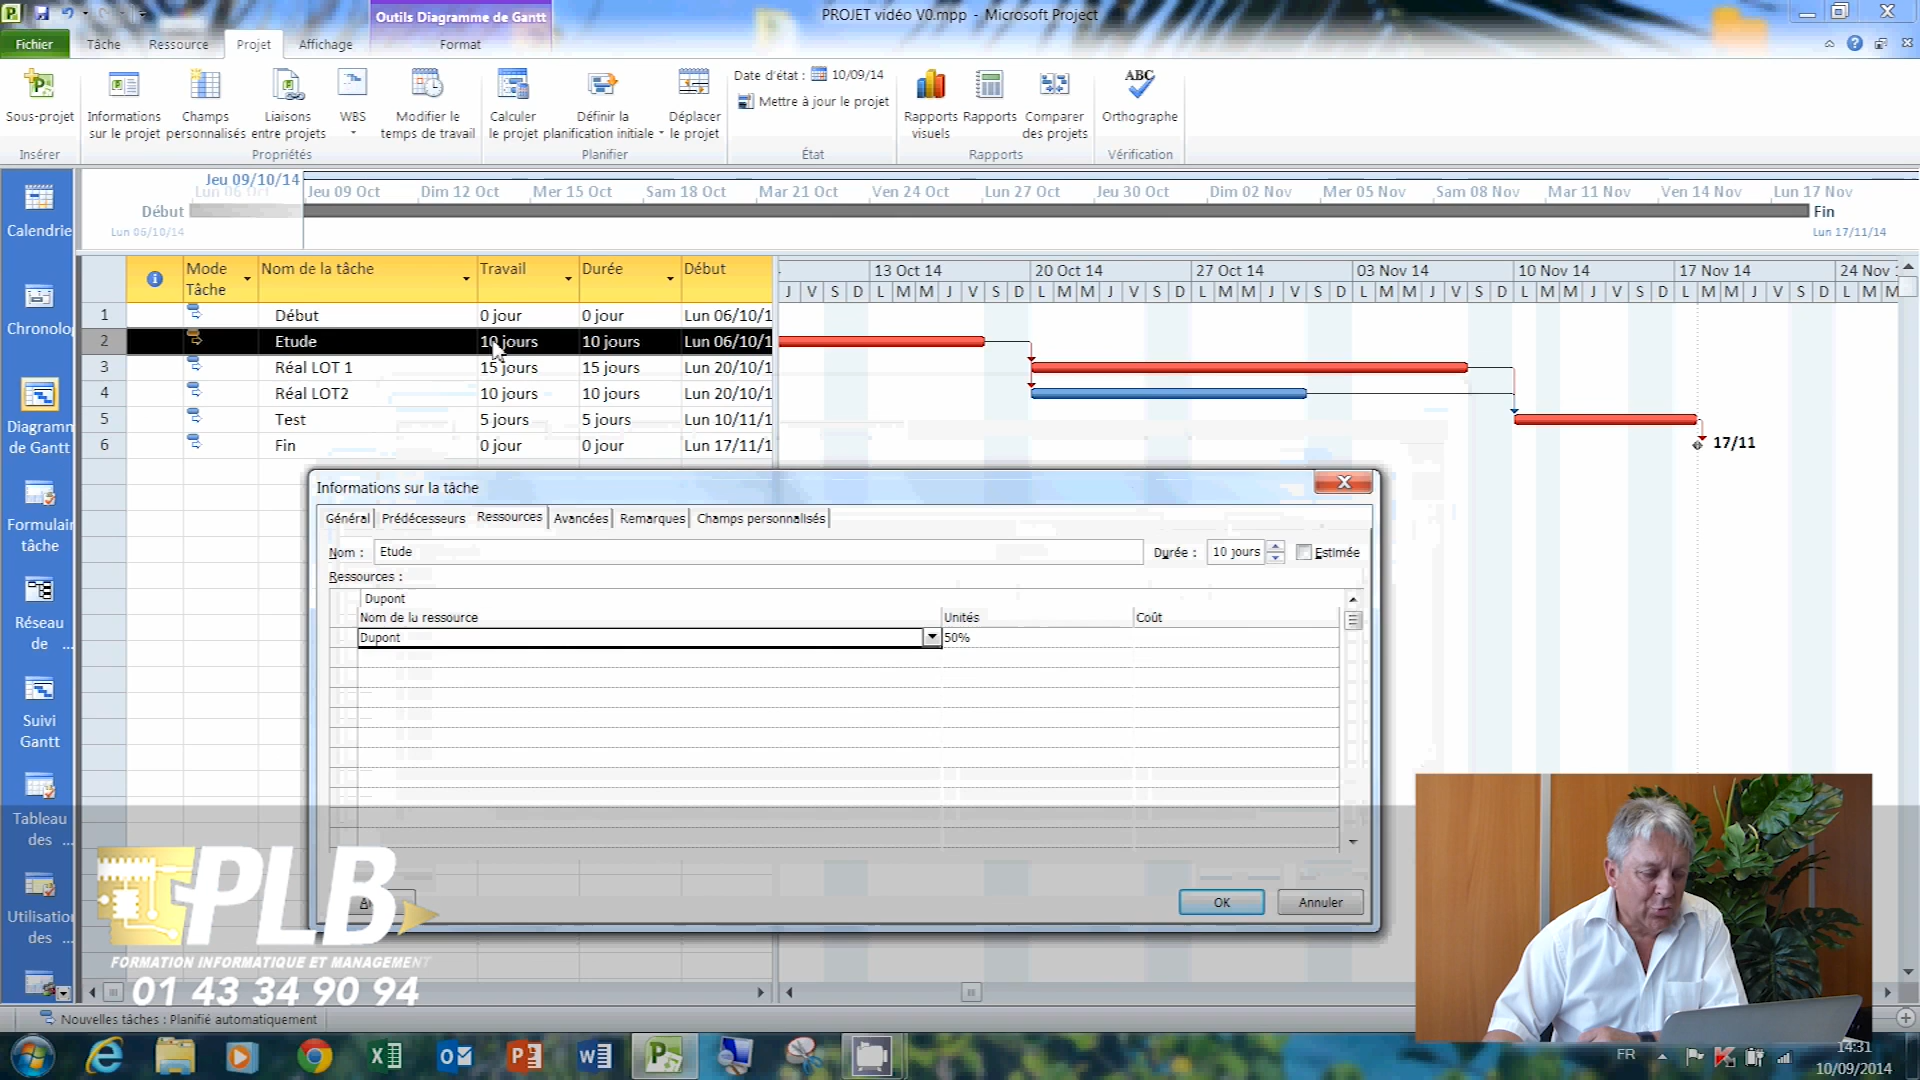 Outils Diagramme de Gantt
PROJET vidéo V0.mpp - Microsoft Project
Fichier
Tâche
Ressource
Projet
Affichage
Format
Sous-projet
Informations sur le projet
Champs personnalisés
Liaisons entre projets
WBS
Modifier le temps de travail
Calculer le projet
Définir la planification initiale
Déplacer le projet
Date d'état : 10/09/14
Mettre à jour le projet
Rapports visuels
Rapports
Comparer des projets
ABC
Orthographe
Insérer
Propriétés
Planifier
État
Rapports
Vérification
Jeu 09/10/14
Lun 06 Oct
Jeu 09 Oct
Dim 12 Oct
Mer 15 Oct
Sam 18 Oct
Mar 21 Oct
Ven 24 Oct
Lun 27 Oct
Jeu 30 Oct
Dim 02 Nov
Mer 05 Nov
Sam 08 Nov
Mar 11 Nov
Ven 14 Nov
Lun 17 Nov
Début
Lun 06/10/14
Fin
Lun 17/11/14
Calendrie
Chronolo
Diagramn
de Gantt
Formulair
tâche
Réseau
de ...
Suivi
Gantt
Tableau
des ...
Utilisatio
des ...
Mode Tâche
Nom de la tâche
Travail
Durée
Début
13 Oct 14
20 Oct 14
27 Oct 14
03 Nov 14
10 Nov 14
17 Nov 14
24 Nov
J V S D L M M J V S D L M M J V S D L M M J V S D L M M J V S D L M M J V S D L M M J V S D L M M
1 Début 0 jour 0 jour Lun 06/10/1
2 Etude 10 jours 10 jours Lun 06/10/1
3 Réal LOT 1 15 jours 15 jours Lun 20/10/1
4 Réal LOT2 10 jours 10 jours Lun 20/10/1
5 Test 5 jours 5 jours Lun 10/11/1
6 Fin 0 jour 0 jour Lun 17/11/1
17/11
Informations sur la tâche
Général
Prédécesseurs
Ressources
Avancées
Remarques
Champs personnalisés
Nom : Etude
Durée : 10 jours
Estimée
Ressources :
Dupont
Nom de la ressource
Unités
Coût
Dupont
50%
OK
Annuler
PLB
FORMATION INFORMATIQUE ET MANAGEMENT
01 43 34 90 94
Nouvelles tâches : Planifié automatiquement
FR
14:31
10/09/2014